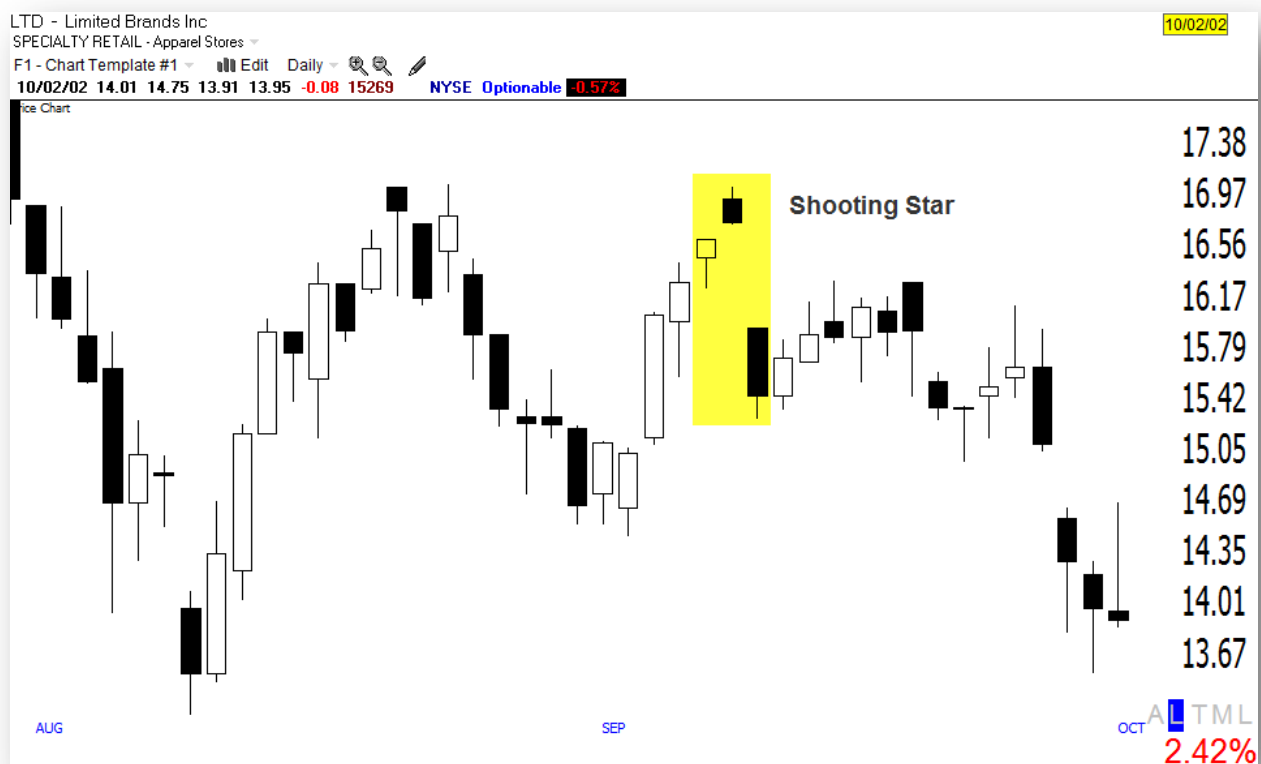 LTD - Limited Brands Inc
10/02/02
SPECIALTY RETAIL - Apparel Stores
F1 - Chart Template #1 Edit Daily
10/02/02 14.01 14.75 13.91 13.95 -0.08 15269 NYSE Optionable -0.57%
rice Chart
17.38
16.97
Shooting Star
16.56
16.17
15.79
15.42
15.05
14.69
14.35
14.01
13.67
AUG SEP OCT
A L T M L
2.42%